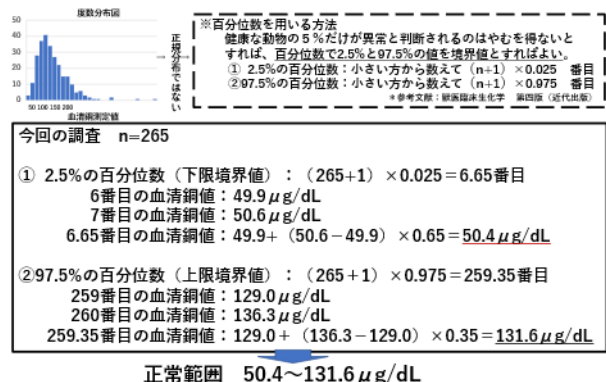 度数分布図
50
40
30
20
10
0
50 100 150 200
血清銅測定値
正規分布ではない
※百分位数を用いる方法
健康な動物の5%だけが異常と判断されるのはやむを得ないと
すれば、百分位数で2.5%と97.5%の値を境界値とすればよい。
① 2.5%の百分位数:小さい方から数えて(n+1)×0.025 番目
②97.5%の百分位数:小さい方から数えて(n+1)×0.975 番目
*参考文献:獣医臨床生化学 第四版(近代出版)
今回の調査 n=265
① 2.5%の百分位数(下限境界値):(265+1)×0.025=6.65番目
6番目の血清銅値:49.9μg/dL
7番目の血清銅値:50.6μg/dL
6.65番目の血清銅値:49.9+(50.6-49.9)×0.65=50.4μg/dL
②97.5%の百分位数(上限境界値):(265+1)×0.975=259.35番目
259番目の血清銅値:129.0μg/dL
260番目の血清銅値:136.3μg/dL
259.35番目の血清銅値:129.0+(136.3-129.0)×0.35=131.6μg/dL
正常範囲 50.4~131.6μg/dL